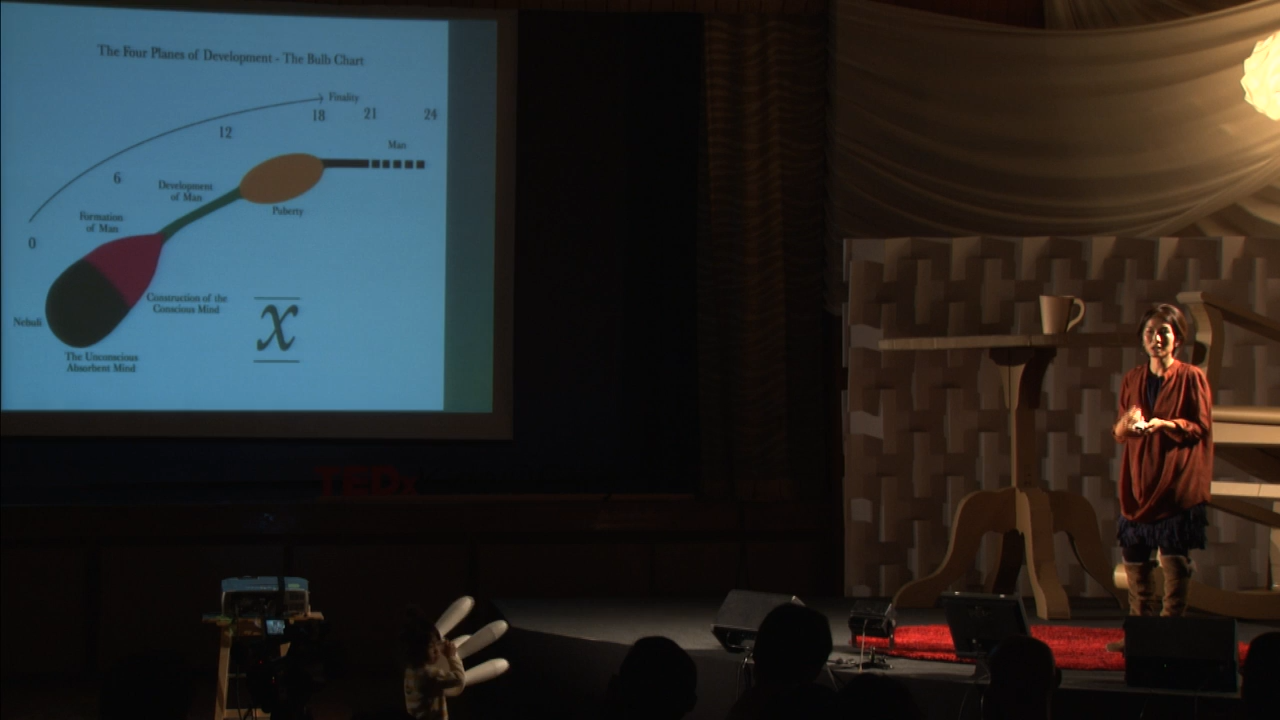 The Four Planes of Development - The Bulb Chart
Finality
18
21
24
12
Man
6
Development
of Man
Puberty
Formation
of Man
0
Construction of the
Conscious Mind
Nebuli
x
The Unconscious
Absorbent Mind
TEDx